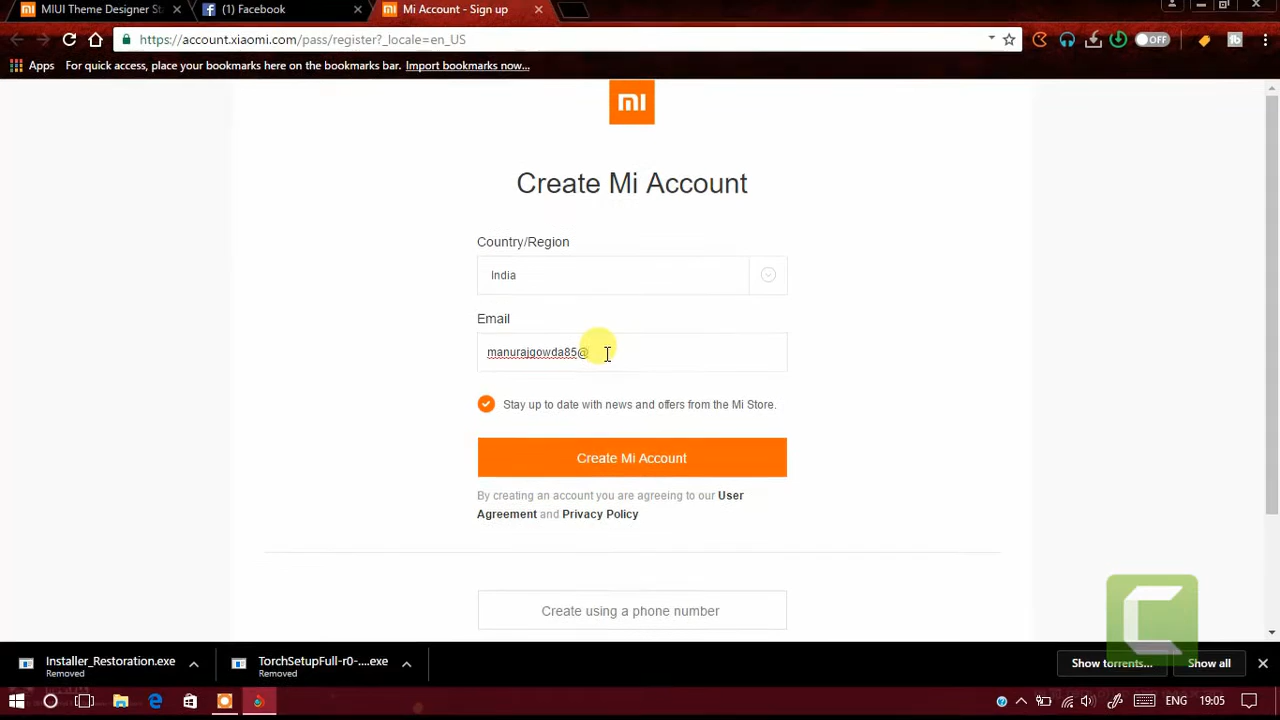 MIUI Theme Designer St
(1) Facebook
Mi Account - Sign up
https://account.xiaomi.com/pass/register?_locale=en_US
OFF
Apps For quick access, place your bookmarks here on the bookmarks bar. Import bookmarks now...
Create Mi Account
Country/Region
India
Email
manurajgowda85@
Stay up to date with news and offers from the Mi Store.
Create Mi Account
By creating an account you are agreeing to our User
Agreement and Privacy Policy
Create using a phone number
Installer_Restoration.exe
Removed
TorchSetupFull-r0-....exe
Removed
Show torrents...
Show all
ENG 19:05